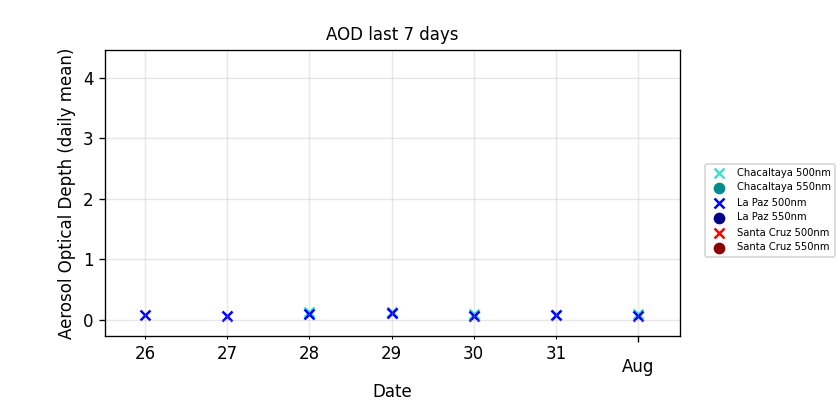 AOD last 7 days
Aerosol Optical Depth (daily mean)
4
3
2
1
0
26 27 28 29 30 31
Aug
Date
Chacaltaya 500nm
Chacaltaya 550nm
La Paz 500nm
La Paz 550nm
Santa Cruz 500nm
Santa Cruz 550nm